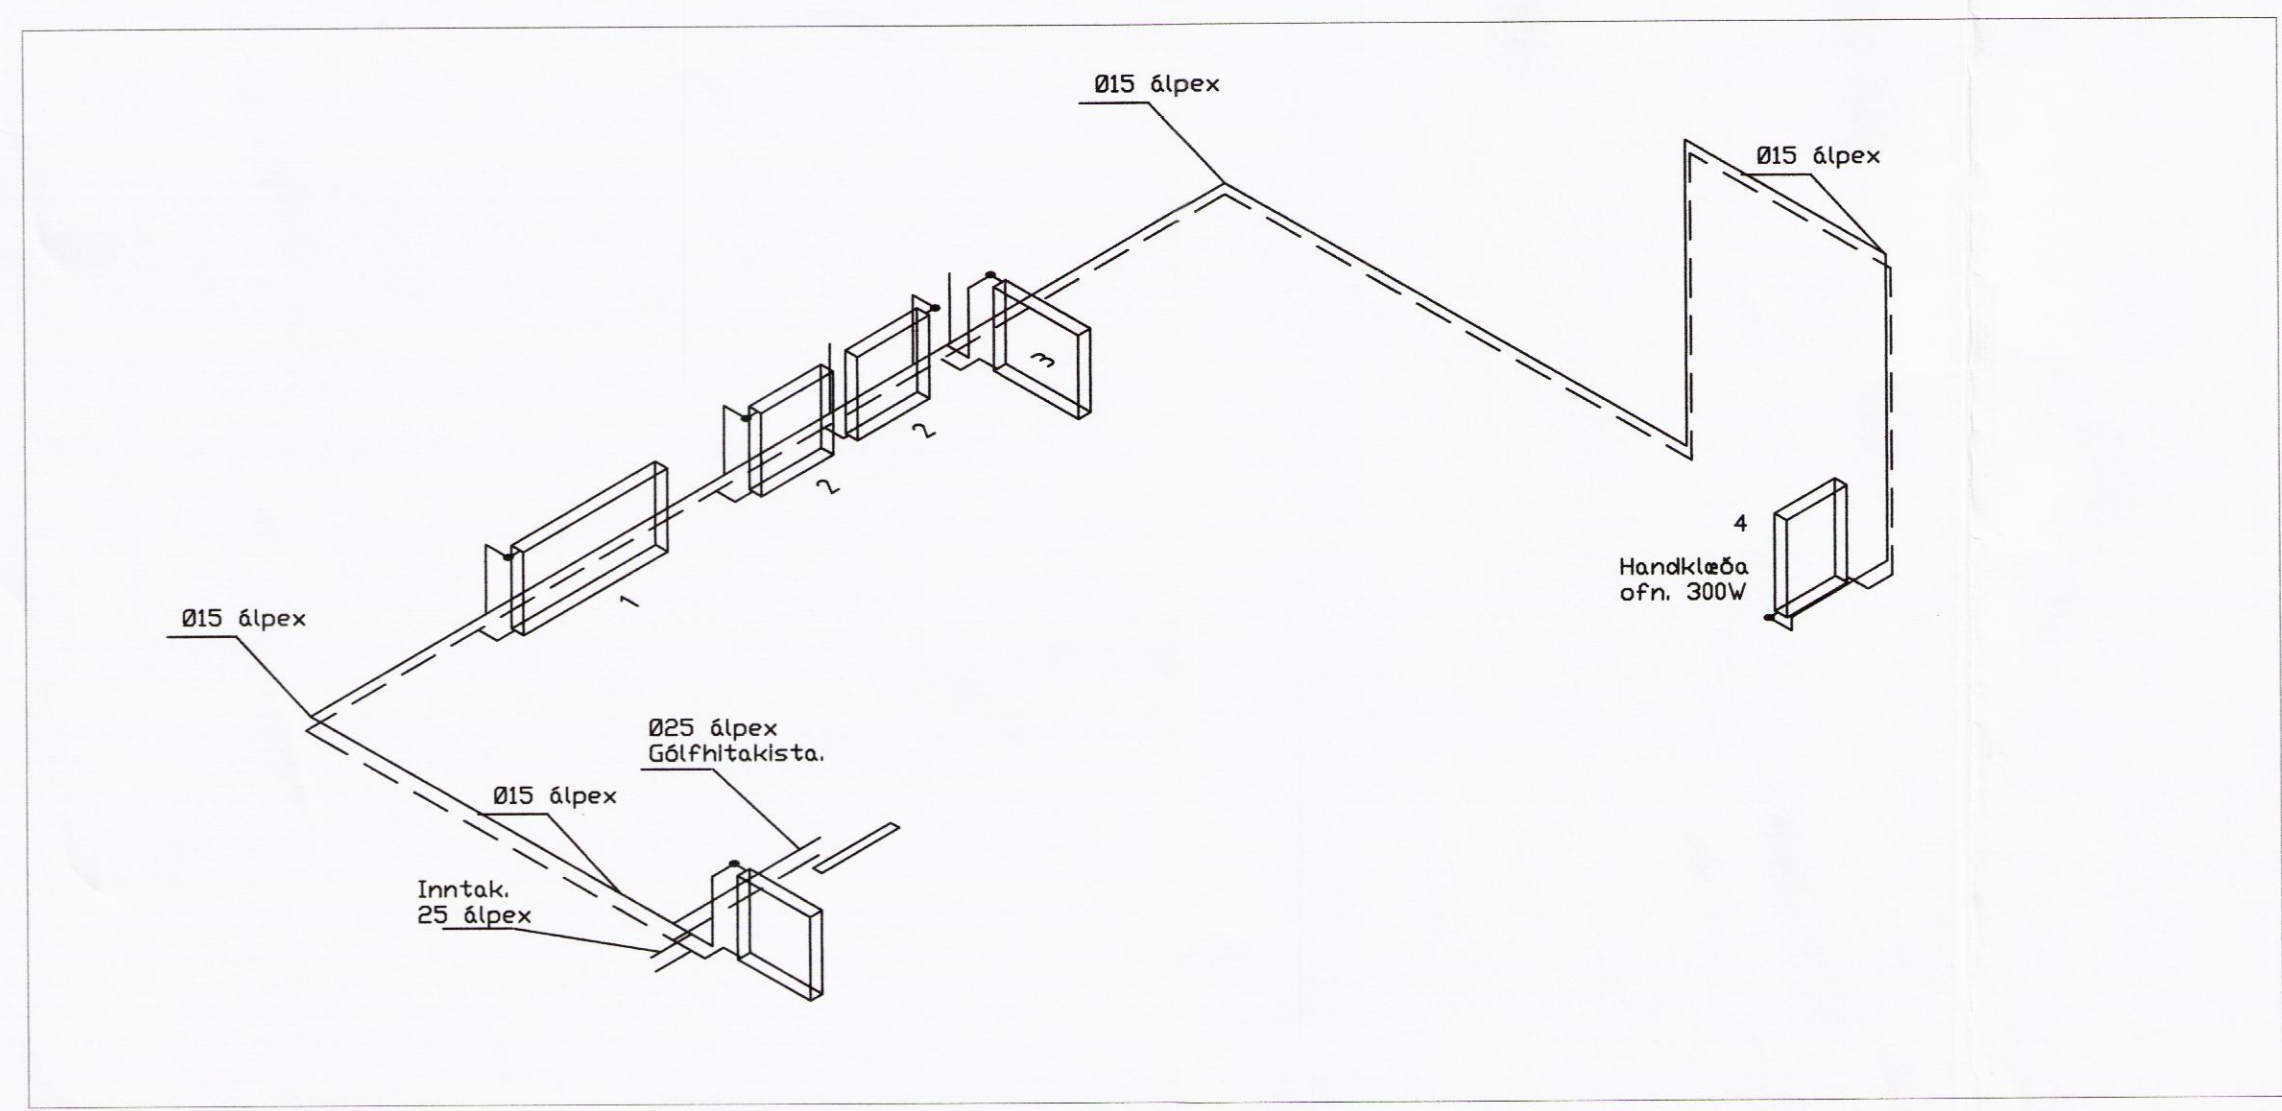 Ø15 álpex
Ø15 álpex
3
2
2
1
4
Handklæða
ofn. 300W
Ø15 álpex
Ø25 álpex
Gólfhitakista.
Ø15 álpex
Inntak.
25 álpex